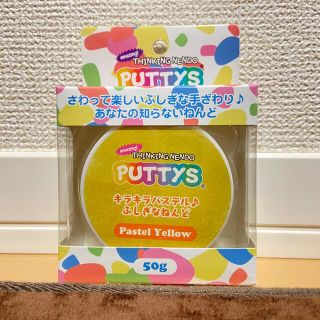 amazing!
THINKING NENDO
PUTTYS
さわって楽しいふしぎな手ざわり♪
あなたの知らないねんど
amazing!
THINKING NENDO
PUTTYS®
キラキラパステル♪
ふしぎなねんど
Pastel Yellow
50g